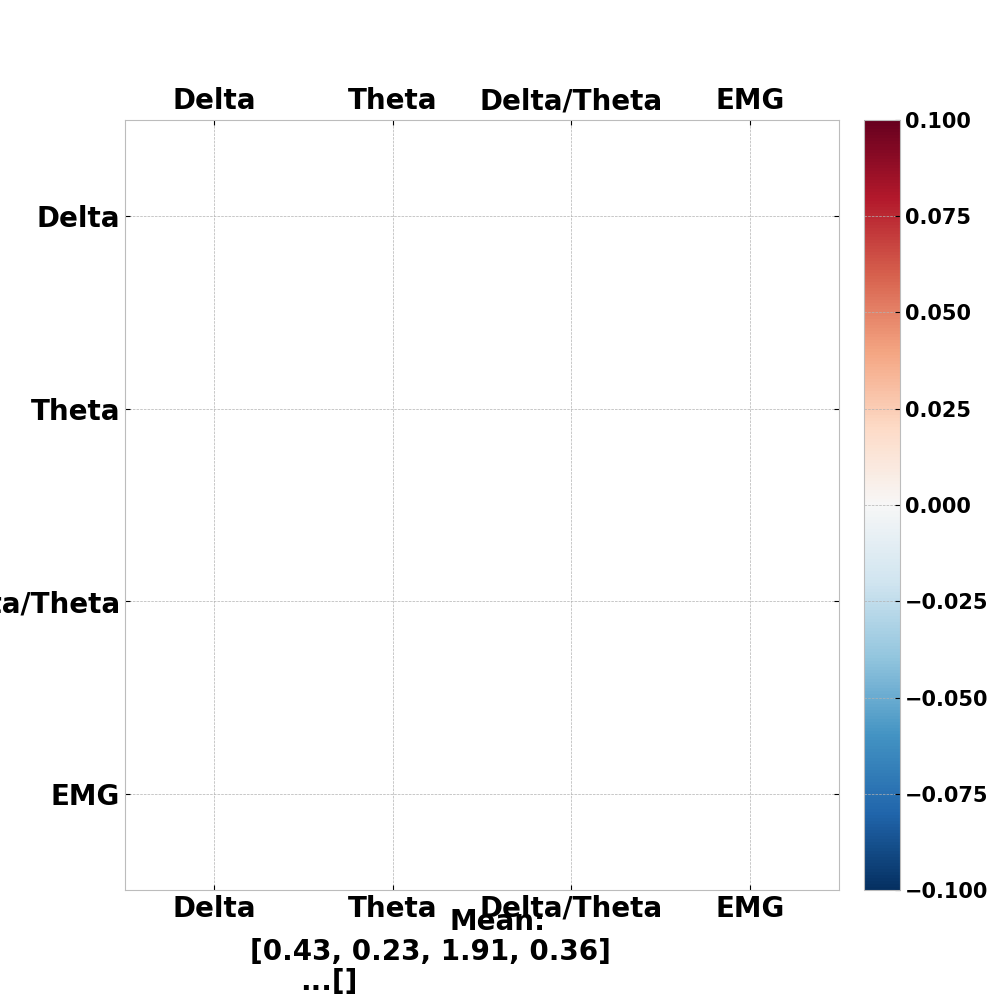 Delta Theta Delta/Theta EMG
0.100
Delta
0.075
0.050
Theta
0.025
0.000
ta/Theta
−0.025
−0.050
EMG
−0.075
−0.100
Delta Theta Delta/Theta EMG
Mean:
[0.43, 0.23, 1.91, 0.36]
...[]